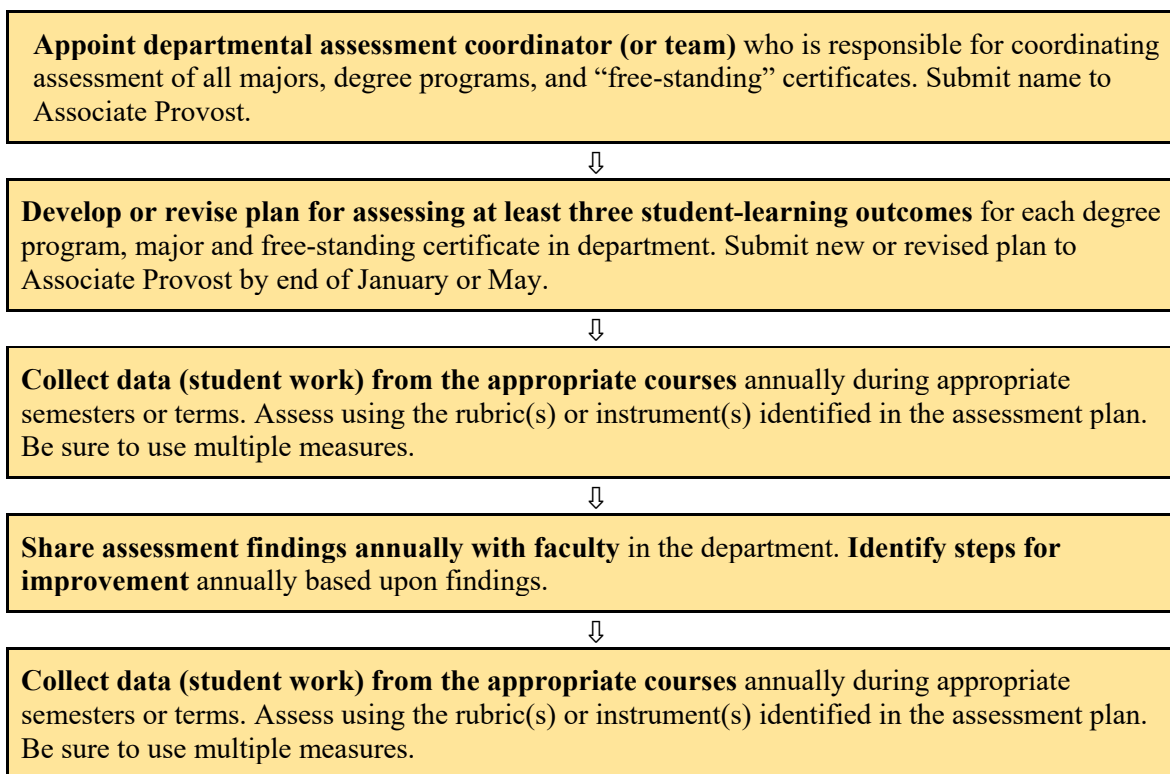 Appoint departmental assessment coordinator (or team) who is responsible for coordinating
assessment of all majors, degree programs, and “free-standing” certificates. Submit name to
Associate Provost.
⇩
Develop or revise plan for assessing at least three student-learning outcomes for each degree
program, major and free-standing certificate in department. Submit new or revised plan to
Associate Provost by end of January or May.
⇩
Collect data (student work) from the appropriate courses annually during appropriate
semesters or terms. Assess using the rubric(s) or instrument(s) identified in the assessment plan.
Be sure to use multiple measures.
⇩
Share assessment findings annually with faculty in the department. Identify steps for
improvement annually based upon findings.
⇩
Collect data (student work) from the appropriate courses annually during appropriate
semesters or terms. Assess using the rubric(s) or instrument(s) identified in the assessment plan.
Be sure to use multiple measures.